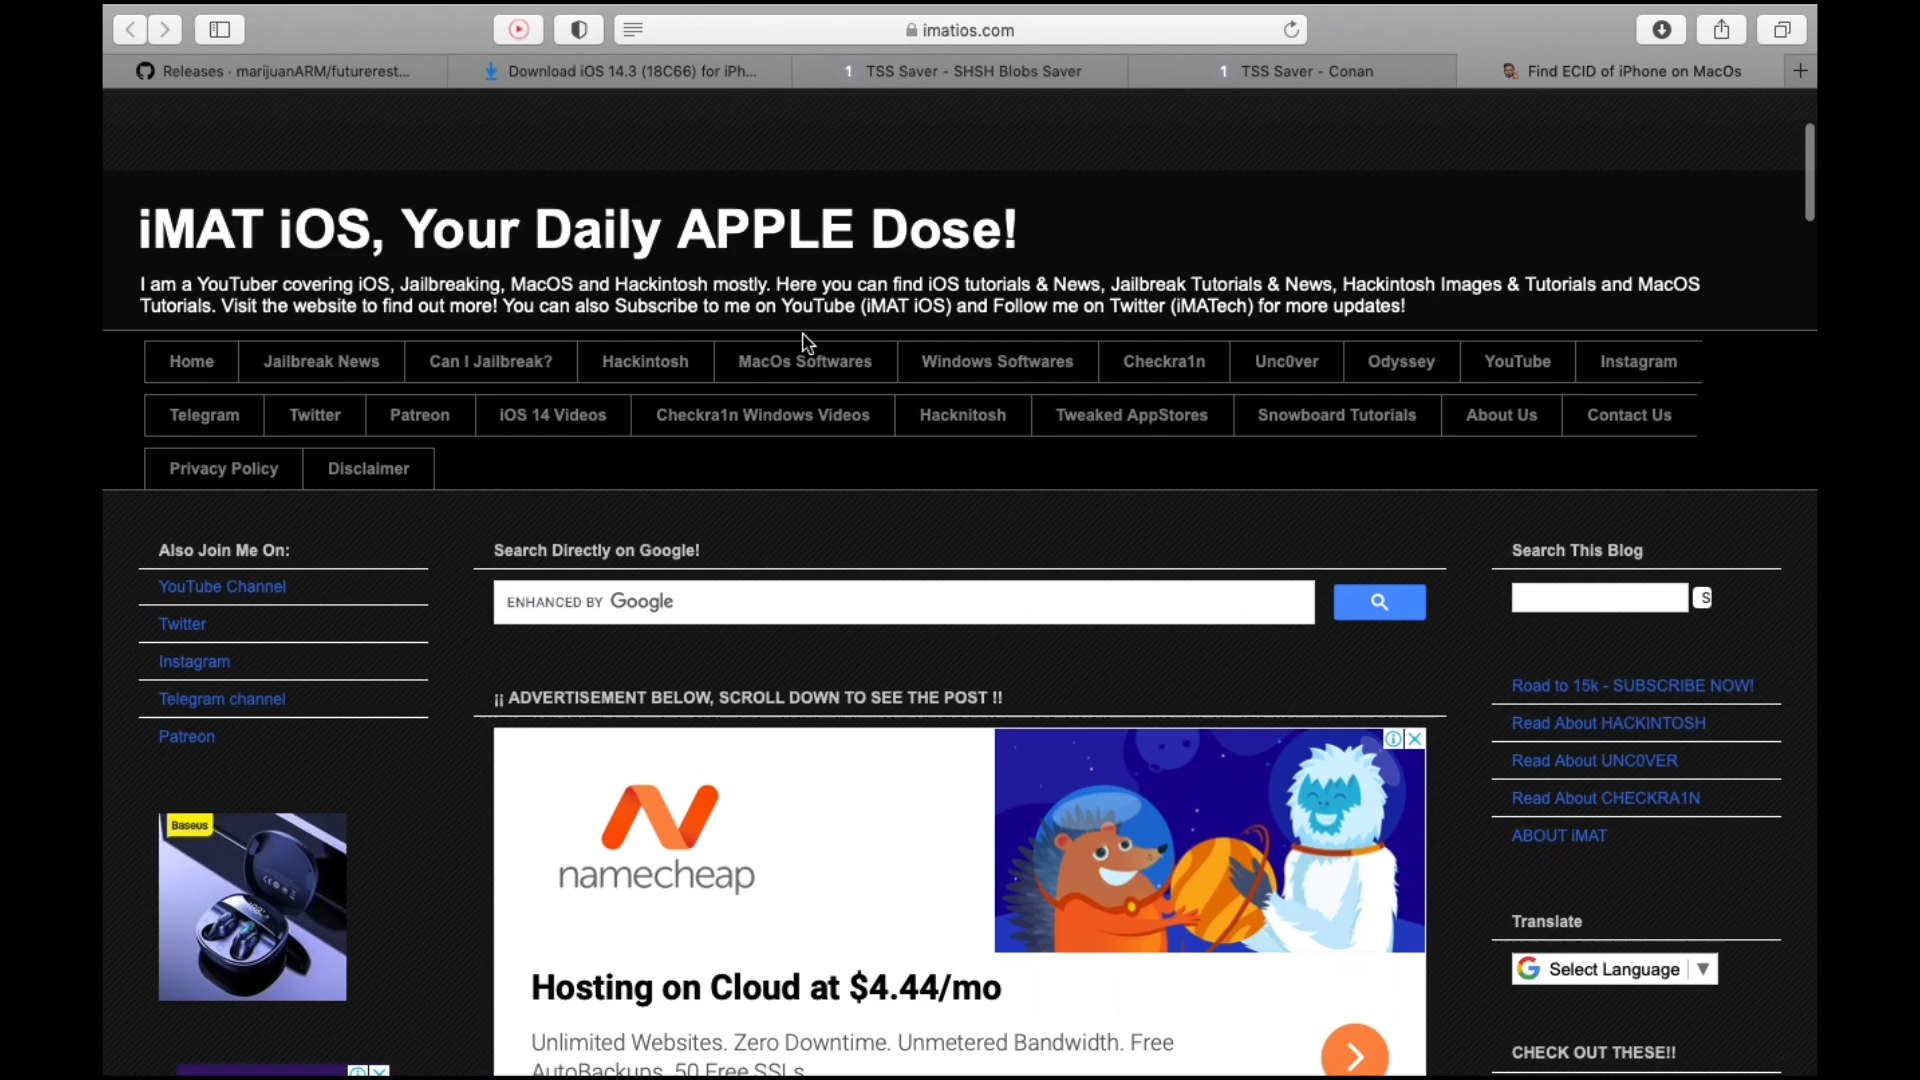 imatios.com
Releases · marijuanARM/futurerest...
Download iOS 14.3 (18C66) for iPh...
1 TSS Saver - SHSH Blobs Saver
1 TSS Saver - Conan
Find ECID of iPhone on MacOs
iMAT iOS, Your Daily APPLE Dose!
I am a YouTuber covering iOS, Jailbreaking, MacOS and Hackintosh mostly. Here you can find iOS tutorials & News, Jailbreak Tutorials & News, Hackintosh Images & Tutorials and MacOS
Tutorials. Visit the website to find out more! You can also Subscribe to me on YouTube (iMAT iOS) and Follow me on Twitter (iMATech) for more updates!
Home Jailbreak News Can I Jailbreak? Hackintosh MacOs Softwares Windows Softwares Checkra1n Unc0ver Odyssey YouTube Instagram
Telegram Twitter Patreon iOS 14 Videos Checkra1n Windows Videos Hacknitosh Tweaked AppStores Snowboard Tutorials About Us Contact Us
Privacy Policy Disclaimer
Also Join Me On:
YouTube Channel
Twitter
Instagram
Telegram channel
Patreon
Baseus
Search Directly on Google!
ENHANCED BY Google
¡¡ ADVERTISEMENT BELOW, SCROLL DOWN TO SEE THE POST !!
namecheap
Hosting on Cloud at $4.44/mo
Unlimited Websites. Zero Downtime. Unmetered Bandwidth. Free
AutoBackups. 50 Free SSLs
Search This Blog
S
Road to 15k - SUBSCRIBE NOW!
Read About HACKINTOSH
Read About UNC0VER
Read About CHECKRA1N
ABOUT iMAT
Translate
G Select Language ▼
CHECK OUT THESE!!